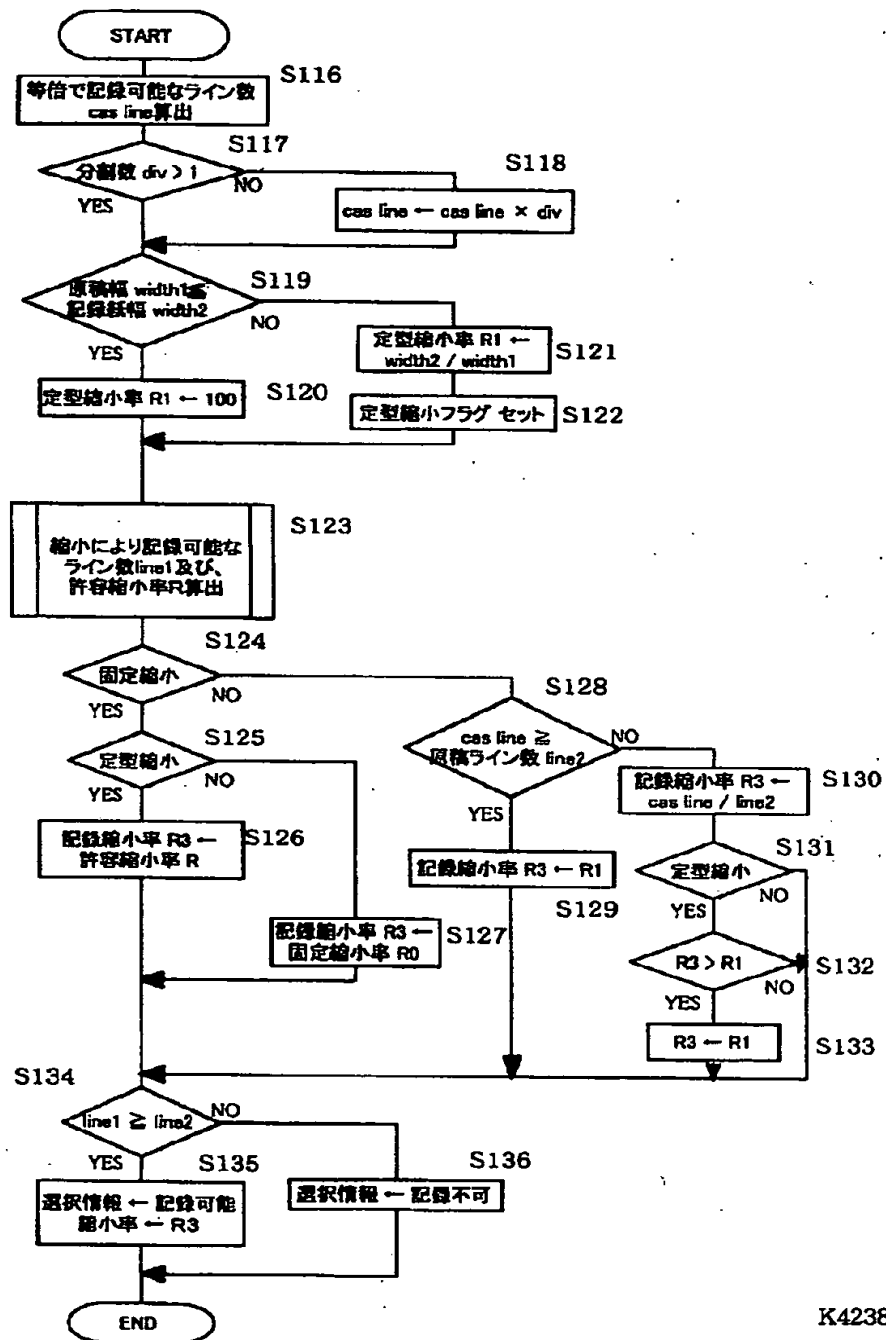 START
S116
等倍で記録可能なライン数
cas line算出
S117
分割数 div > 1
NO
YES
S118
cas line ← cas line × div
S119
原稿幅 width1≦
記録紙幅 width2
NO
YES
定型縮小率 R1 ←
width2 / width1
S121
定型縮小率 R1 ← 100
S120
定型縮小フラグ セット
S122
S123
縮小により記録可能な
ライン数line1及び、
許容縮小率R算出
S124
固定縮小
NO
YES
S125
定型縮小
NO
YES
記録縮小率 R3 ←
許容縮小率 R
S126
記録縮小率 R3 ←
固定縮小率 R0
S127
S128
cas line ≧
原稿ライン数 line2
NO
YES
記録縮小率 R3 ← R1
S129
記録縮小率 R3 ←
cas line / line2
S130
S131
定型縮小
NO
YES
R3 > R1
S132
NO
YES
R3 ← R1
S133
S134
line1 ≧ line2
NO
YES
S135
選択情報 ← 記録可能
縮小率 ← R3
S136
選択情報 ← 記録不可
END
K4238